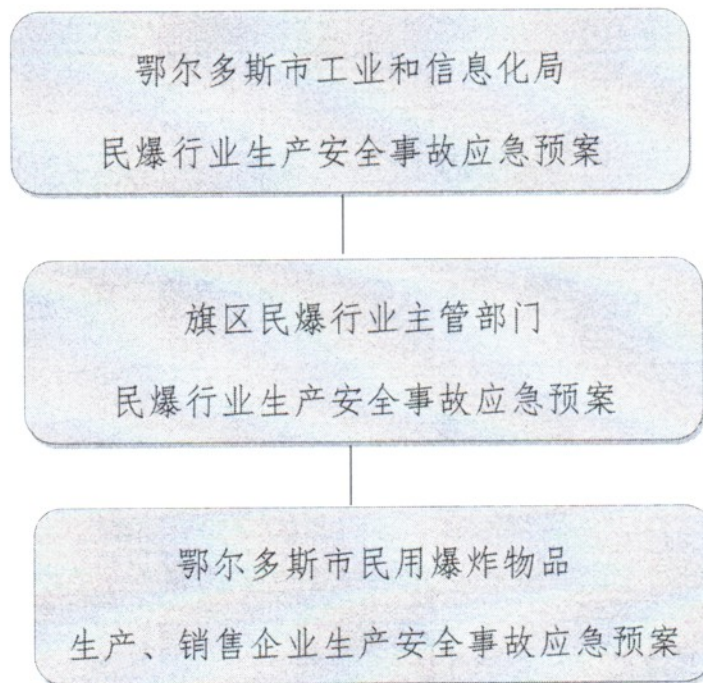 鄂尔多斯市工业和信息化局
民爆行业生产安全事故应急预案
旗区民爆行业主管部门
民爆行业生产安全事故应急预案
鄂尔多斯市民用爆炸物品
生产、销售企业生产安全事故应急预案